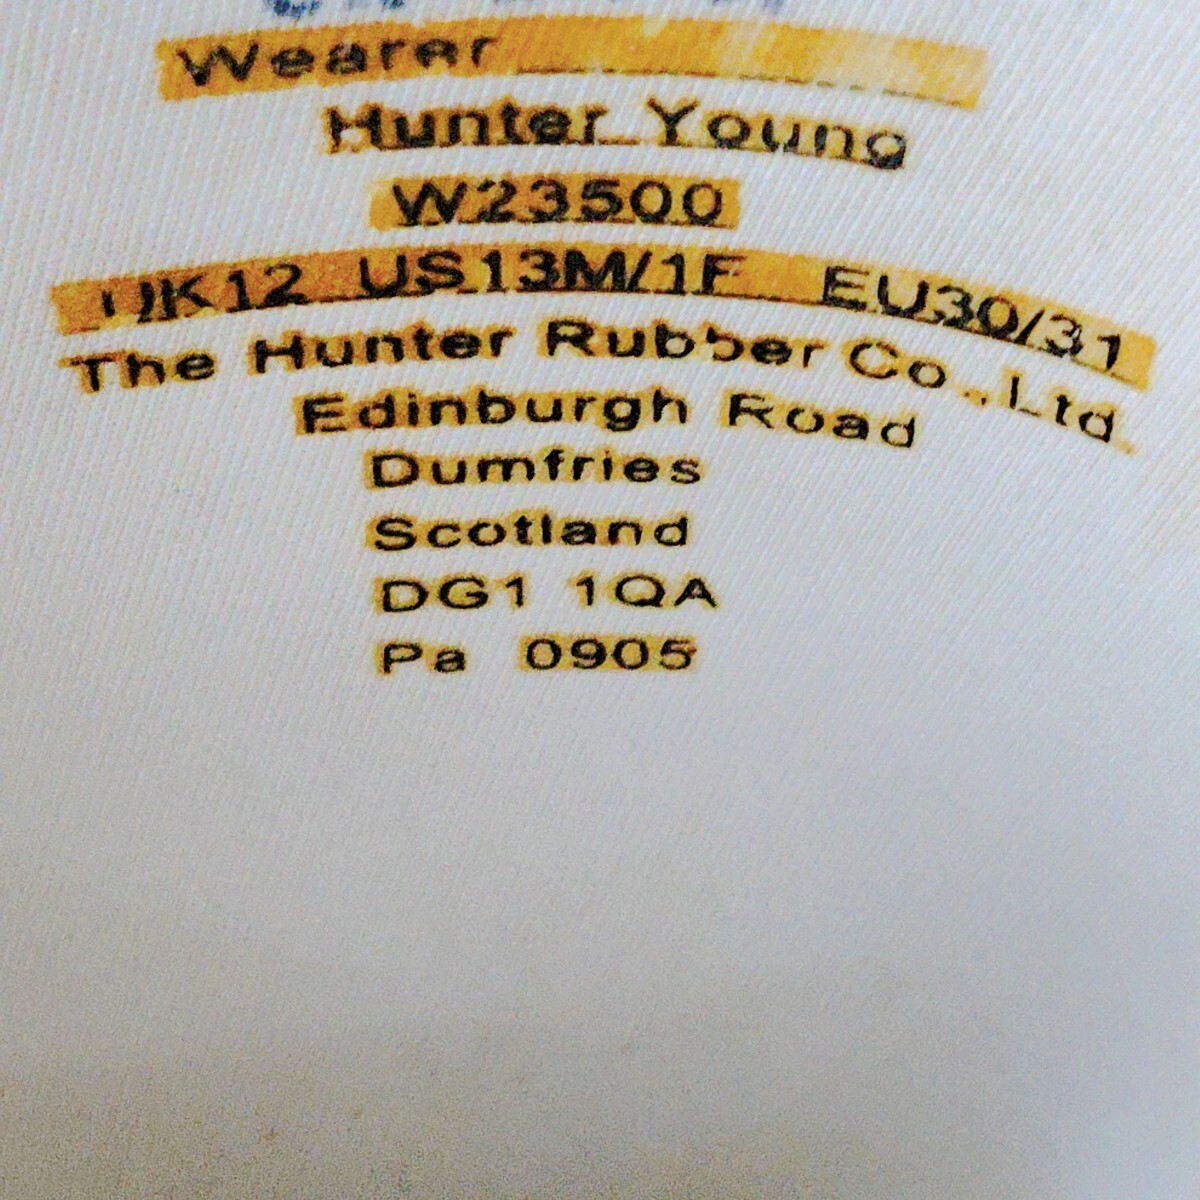 Wearer
Hunter Young
W23500
UK12 US13M/1F EU30/31
The Hunter Rubber Co.,Ltd.
Edinburgh Road
Dumfries
Scotland
DG1 1QA
Pa 0905